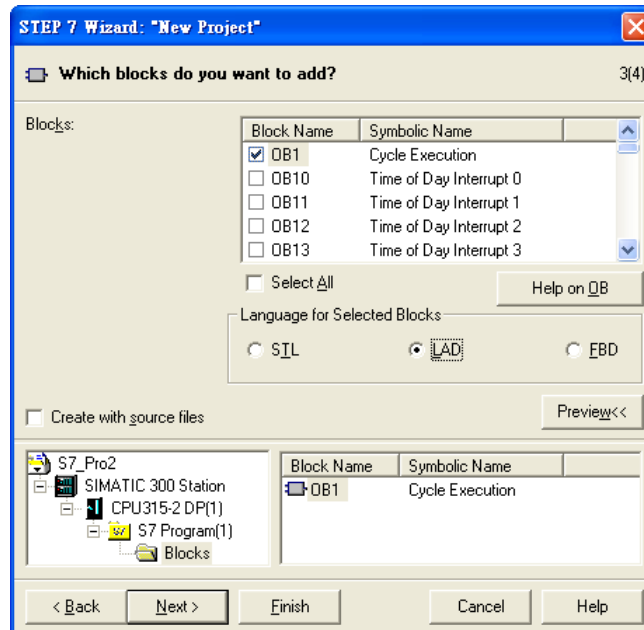 STEP 7 Wizard: "New Project"
Which blocks do you want to add? 3(4)
Blocks:
Block Name Symbolic Name
OB1 Cycle Execution
OB10 Time of Day Interrupt 0
OB11 Time of Day Interrupt 1
OB12 Time of Day Interrupt 2
OB13 Time of Day Interrupt 3
Select All
Help on OB
Language for Selected Blocks
STL LAD FBD
Create with source files
Preview<<
S7_Pro2
SIMATIC 300 Station
CPU315-2 DP(1)
S7 Program(1)
Blocks
Block Name Symbolic Name
OB1 Cycle Execution
< Back Next > Finish Cancel Help